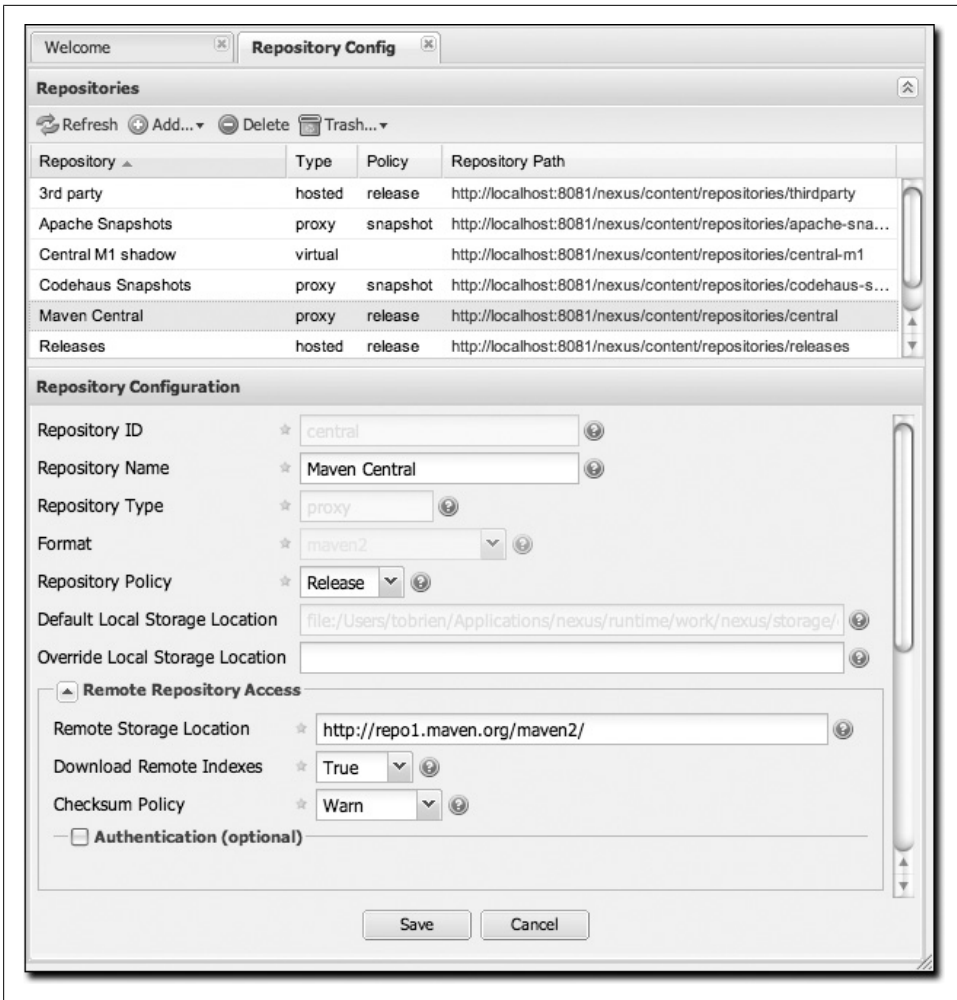 Welcome Repository Config
Repositories
Refresh Add... Delete Trash...
Repository Type Policy Repository Path
3rd party hosted release http://localhost:8081/nexus/content/repositories/thirdparty
Apache Snapshots proxy snapshot http://localhost:8081/nexus/content/repositories/apache-sna...
Central M1 shadow virtual http://localhost:8081/nexus/content/repositories/central-m1
Codehaus Snapshots proxy snapshot http://localhost:8081/nexus/content/repositories/codehaus-s...
Maven Central proxy release http://localhost:8081/nexus/content/repositories/central
Releases hosted release http://localhost:8081/nexus/content/repositories/releases
Repository Configuration
Repository ID central
Repository Name Maven Central
Repository Type proxy
Format maven2
Repository Policy Release
Default Local Storage Location file:/Users/tobrien/Applications/nexus/runtime/work/nexus/storage/
Override Local Storage Location
Remote Repository Access
Remote Storage Location http://repo1.maven.org/maven2/
Download Remote Indexes True
Checksum Policy Warn
Authentication (optional)
Save Cancel